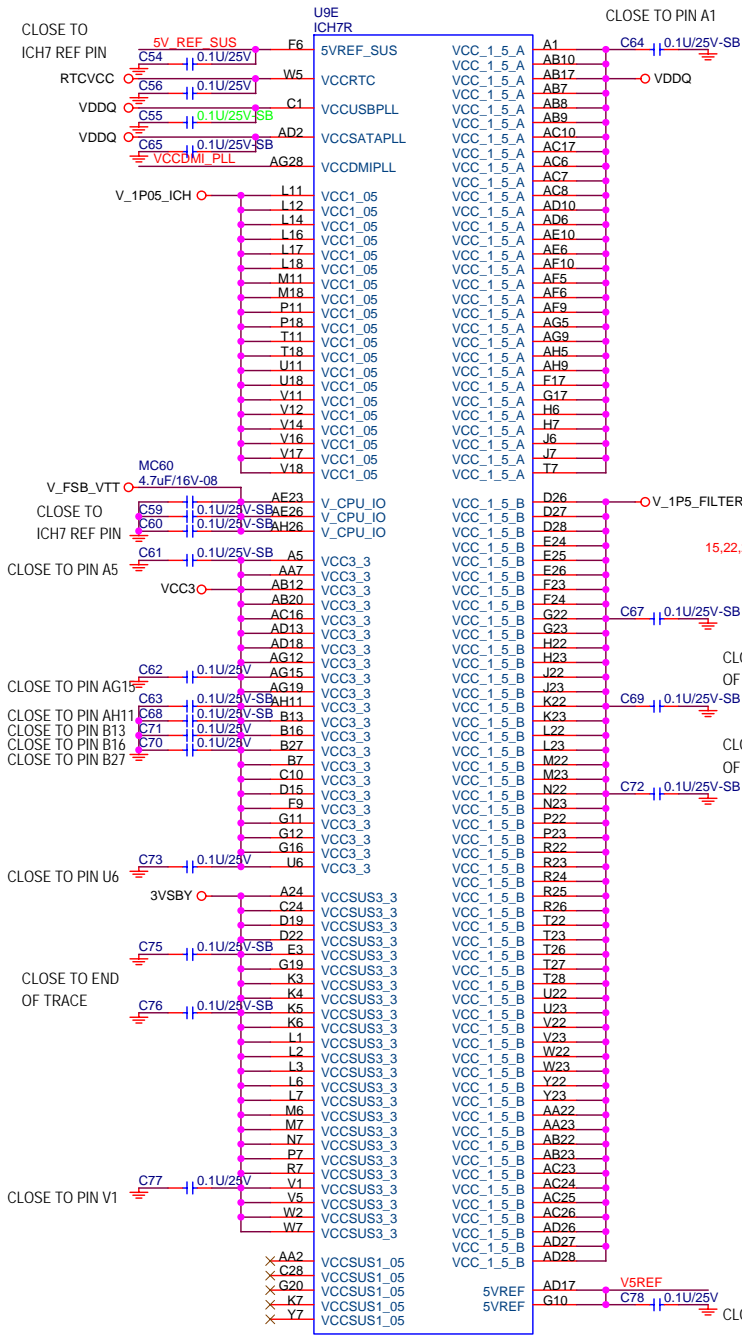 U9E
ICH7R
CLOSE TO PIN A1
CLOSE TO
ICH7 REF PIN
5V_REF_SUS F6 5VREF_SUS VCC_1_5_A A1 C64 0.1U/25V-SB
C54 0.1U/25V VCC_1_5_A AB10
RTCVCC W5 VCCRTC VCC_1_5_A AB17 VDDQ
C56 0.1U/25V VCC_1_5_A AB7
VDDQ C1 VCCUSBPLL VCC_1_5_A AB8
C55 0.1U/25V-SB VCC_1_5_A AB9
VDDQ AD2 VCCSATAPLL VCC_1_5_A AC10
C65 0.1U/25V-SB VCC_1_5_A AC17
VCCDMI_PLL AG28 VCCDMIPLL VCC_1_5_A AC6
VCC_1_5_A AC7
V_1P05_ICH L11 VCC1_05 VCC_1_5_A AC8
L12 VCC1_05 VCC_1_5_A AD10
L14 VCC1_05 VCC_1_5_A AD6
L16 VCC1_05 VCC_1_5_A AE10
L17 VCC1_05 VCC_1_5_A AE6
L18 VCC1_05 VCC_1_5_A AF10
M11 VCC1_05 VCC_1_5_A AF5
M18 VCC1_05 VCC_1_5_A AF6
P11 VCC1_05 VCC_1_5_A AF9
P18 VCC1_05 VCC_1_5_A AG5
T11 VCC1_05 VCC_1_5_A AG9
T18 VCC1_05 VCC_1_5_A AH5
U11 VCC1_05 VCC_1_5_A AH9
U18 VCC1_05 VCC_1_5_A F17
V11 VCC1_05 VCC_1_5_A G17
V12 VCC1_05 VCC_1_5_A H6
V14 VCC1_05 VCC_1_5_A H7
V16 VCC1_05 VCC_1_5_A J6
V17 VCC1_05 VCC_1_5_A J7
V18 VCC1_05 VCC_1_5_A T7
MC60
4.7uF/16V-08
V_FSB_VTT AE23 V_CPU_IO VCC_1_5_B D26 V_1P5_FILTER
CLOSE TO
ICH7 REF PIN
C59 0.1U/25V-SB AE26 V_CPU_IO VCC_1_5_B D27
C60 0.1U/25V-SB AH26 V_CPU_IO VCC_1_5_B D28
VCC_1_5_B E24
15,22,
CLOSE TO PIN A5 C61 0.1U/25V-SB A5 VCC3_3 VCC_1_5_B E25
AA7 VCC3_3 VCC_1_5_B E26
VCC3 AB12 VCC3_3 VCC_1_5_B F23
AB20 VCC3_3 VCC_1_5_B F24
AC16 VCC3_3 VCC_1_5_B G22 C67 0.1U/25V-SB
AD13 VCC3_3 VCC_1_5_B G23
AD18 VCC3_3 VCC_1_5_B H22
AG12 VCC3_3 VCC_1_5_B H23
CLOSE TO PIN AG15 C62 0.1U/25V AG15 VCC3_3 VCC_1_5_B J22
OF
AG19 VCC3_3 VCC_1_5_B J23
CLOSE TO PIN AH11 C63 0.1U/25V-SB AH11 VCC3_3 VCC_1_5_B K22 C69 0.1U/25V-SB
CLOSE TO PIN B13 C68 0.1U/25V-SB B13 VCC3_3 VCC_1_5_B K23
CLOSE TO PIN B16 C71 0.1U/25V B16 VCC3_3 VCC_1_5_B L22
CLOSE TO PIN B27 C70 0.1U/25V B27 VCC3_3 VCC_1_5_B L23
B7 VCC3_3 VCC_1_5_B M22
OF
C10 VCC3_3 VCC_1_5_B M23
D15 VCC3_3 VCC_1_5_B N22 C72 0.1U/25V-SB
F9 VCC3_3 VCC_1_5_B N23
G11 VCC3_3 VCC_1_5_B P22
G12 VCC3_3 VCC_1_5_B P23
G16 VCC3_3 VCC_1_5_B R22
CLOSE TO PIN U6 C73 0.1U/25V U6 VCC3_3 VCC_1_5_B R23
VCC_1_5_B R24
3VSBY A24 VCCSUS3_3 VCC_1_5_B R25
C24 VCCSUS3_3 VCC_1_5_B R26
D19 VCCSUS3_3 VCC_1_5_B T22
D22 VCCSUS3_3 VCC_1_5_B T23
C75 0.1U/25V-SB E3 VCCSUS3_3 VCC_1_5_B T26
G19 VCCSUS3_3 VCC_1_5_B T27
CLOSE TO END
OF TRACE
K3 VCCSUS3_3 VCC_1_5_B T28
K4 VCCSUS3_3 VCC_1_5_B U22
C76 0.1U/25V-SB K5 VCCSUS3_3 VCC_1_5_B U23
K6 VCCSUS3_3 VCC_1_5_B V22
L1 VCCSUS3_3 VCC_1_5_B V23
L2 VCCSUS3_3 VCC_1_5_B W22
L3 VCCSUS3_3 VCC_1_5_B W23
L6 VCCSUS3_3 VCC_1_5_B Y22
L7 VCCSUS3_3 VCC_1_5_B Y23
M6 VCCSUS3_3 VCC_1_5_B AA22
M7 VCCSUS3_3 VCC_1_5_B AA23
N7 VCCSUS3_3 VCC_1_5_B AB22
P7 VCCSUS3_3 VCC_1_5_B AB23
R7 VCCSUS3_3 VCC_1_5_B AC23
CLOSE TO PIN V1 C77 0.1U/25V V1 VCCSUS3_3 VCC_1_5_B AC24
V5 VCCSUS3_3 VCC_1_5_B AC25
W2 VCCSUS3_3 VCC_1_5_B AC26
W7 VCCSUS3_3 VCC_1_5_B AD26
VCC_1_5_B AD27
AA2 VCCSUS1_05 VCC_1_5_B AD28
C28 VCCSUS1_05
G20 VCCSUS1_05 5VREF AD17 V5REF
K7 VCCSUS1_05 5VREF G10 C78 0.1U/25V
Y7 VCCSUS1_05